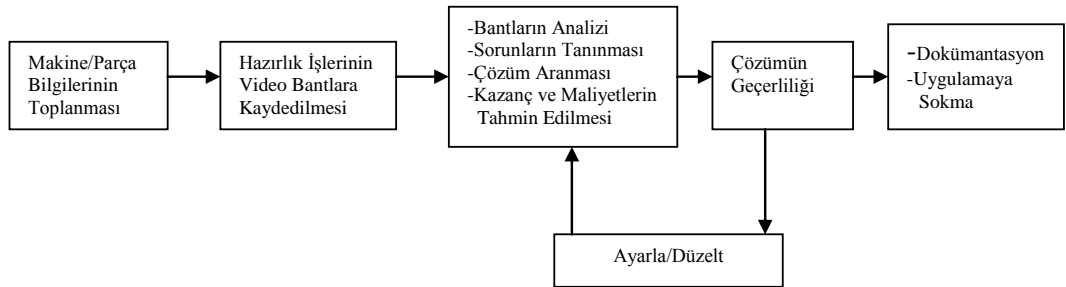 Makine/Parça
Bilgilerinin
Toplanması
Hazırlık İşlerinin
Video Bantlara
Kaydedilmesi
-Bantların Analizi
-Sorunların Tanınması
-Çözüm Aranması
-Kazanç ve Maliyetlerin
Tahmin Edilmesi
Çözümün
Geçerliliği
-Dokümantasyon
-Uygulamaya
Sokma
Ayarla/Düzelt